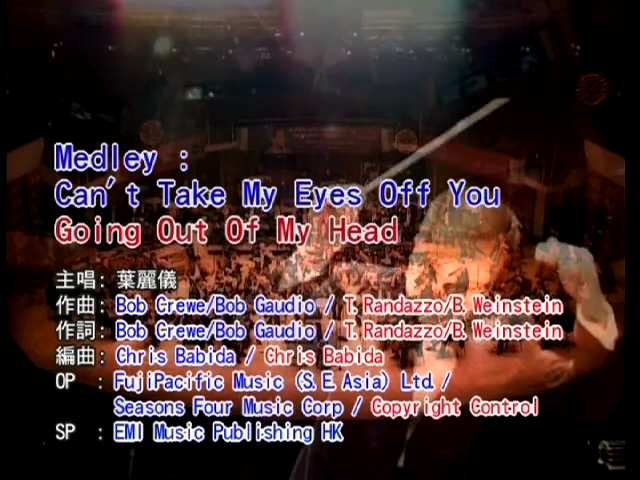 Medley :
Can't Take My Eyes Off You
Going Out Of My Head
主唱: 葉麗儀
作曲: Bob Crewe/Bob Gaudio / T.Randazzo/B.Weinstein
作詞: Bob Crewe/Bob Gaudio / T.Randazzo/B.Weinstein
編曲: Chris Babida / Chris Babida
OP : FujiPacific Music (S.E.Asia) Ltd./
Seasons Four Music Corp / Copyright Control
SP : EMI Music Publishing HK